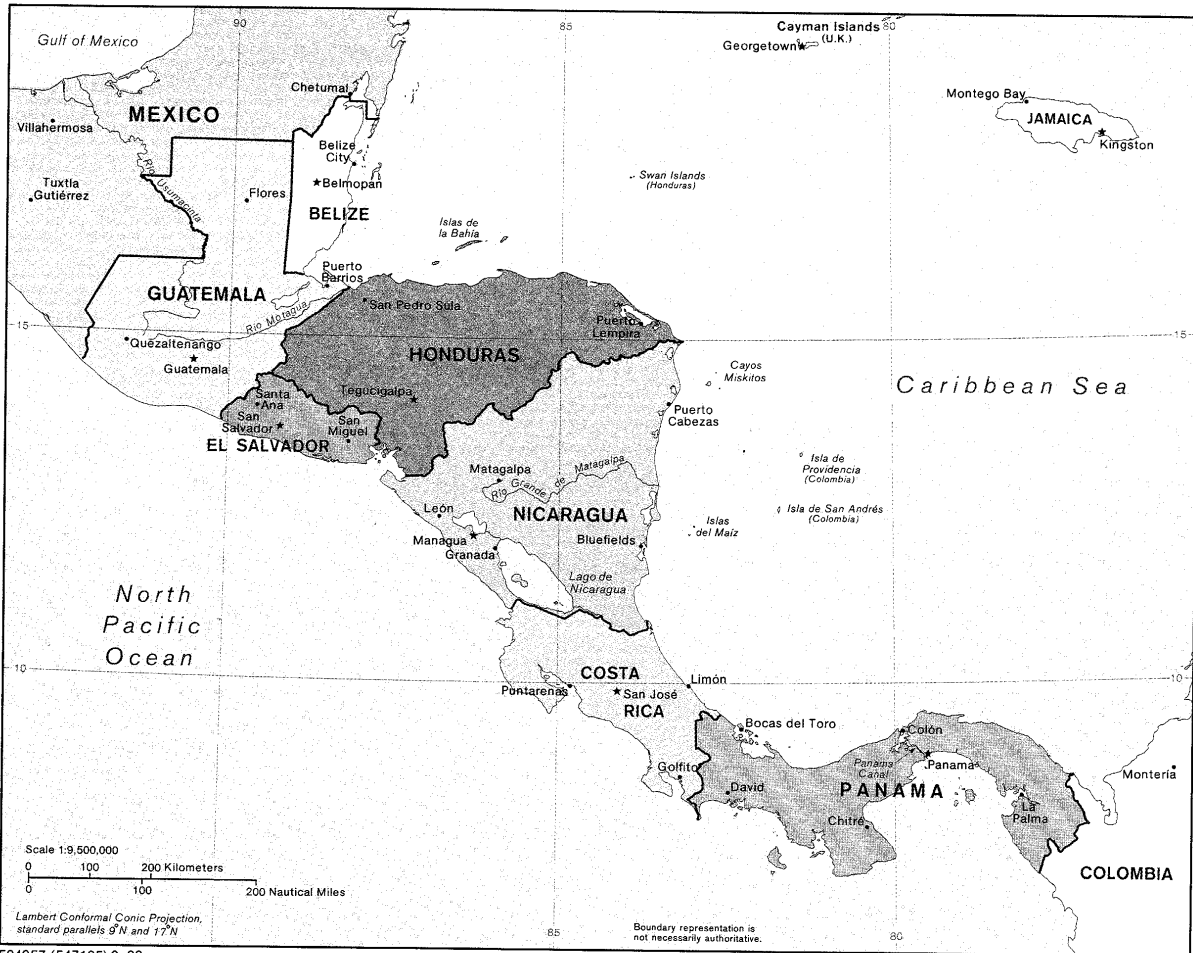 90
85
80
Gulf of Mexico
Cayman Islands
(U.K.)
Georgetown
Chetumal
Montego Bay
MEXICO
JAMAICA
Villahermosa
Kingston
Belize
City
Río Usumacinta
Swan Islands
(Honduras)
Tuxtla
Gutiérrez
Flores
Belmopan
BELIZE
Islas de
la Bahía
Puerto
Barrios
GUATEMALA
San Pedro Sula
Río Motagua
Puerto
Lempira
15
15
Quezaltenango
Guatemala
HONDURAS
Cayos
Miskitos
Caribbean Sea
Tegucigalpa
Santa
Ana
Puerto
Cabezas
San
Salvador
San
Miguel
EL SALVADOR
Matagalpa
Río Grande de Matagalpa
Isla de
Providencia
(Colombia)
León
NICARAGUA
Isla de San Andrés
(Colombia)
Islas
del Maíz
Managua
Granada
Bluefields
Lago de
Nicaragua
North
Pacific
Ocean
10
10
COSTA
RICA
Puntarenas
San José
Limón
Bocas del Toro
Colón
Golfito
Panama
Canal
Panama
Montería
David
PANAMA
La
Palma
Chitré
COLOMBIA
Scale 1:9,500,000
0 100 200 Kilometers
0 100 200 Nautical Miles
Lambert Conformal Conic Projection,
standard parallels 9°N and 17°N
85
80
Boundary representation is
not necessarily authoritative.